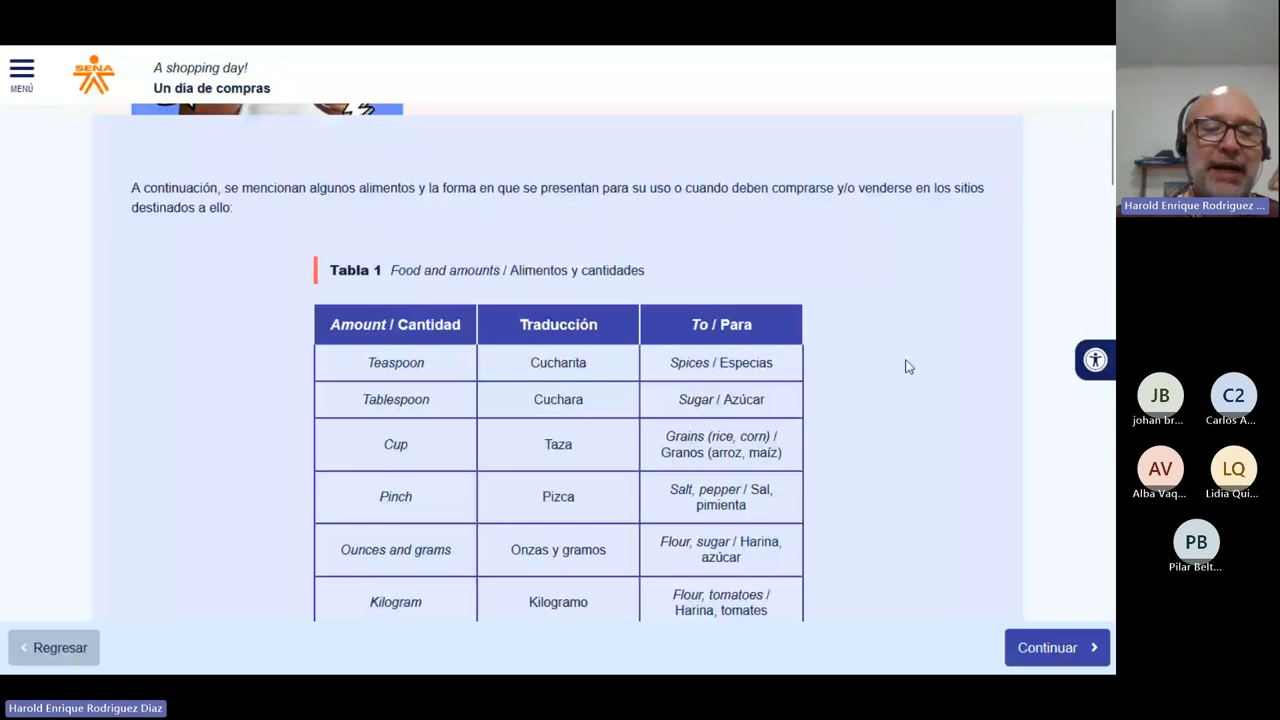 MENÚ
SENA
A shopping day!
Un día de compras
A continuación, se mencionan algunos alimentos y la forma en que se presentan para su uso o cuando deben comprarse y/o venderse en los sitios
destinados a ello:
Tabla 1 Food and amounts / Alimentos y cantidades
Amount / Cantidad Traducción To / Para
Teaspoon Cucharita Spices / Especias
Tablespoon Cuchara Sugar / Azúcar
Cup Taza Grains (rice, corn) /
Granos (arroz, maíz)
Pinch Pizca Salt, pepper / Sal,
pimienta
Ounces and grams Onzas y gramos Flour, sugar / Harina,
azúcar
Kilogram Kilogramo Flour, tomatoes /
Harina, tomates
Regresar
Continuar
Harold Enrique Rodriguez Diaz
Harold Enrique Rodriguez ...
JB
johan br...
C2
Carlos A...
AV
Alba Vaq...
LQ
Lidia Qui...
PB
Pilar Belt...